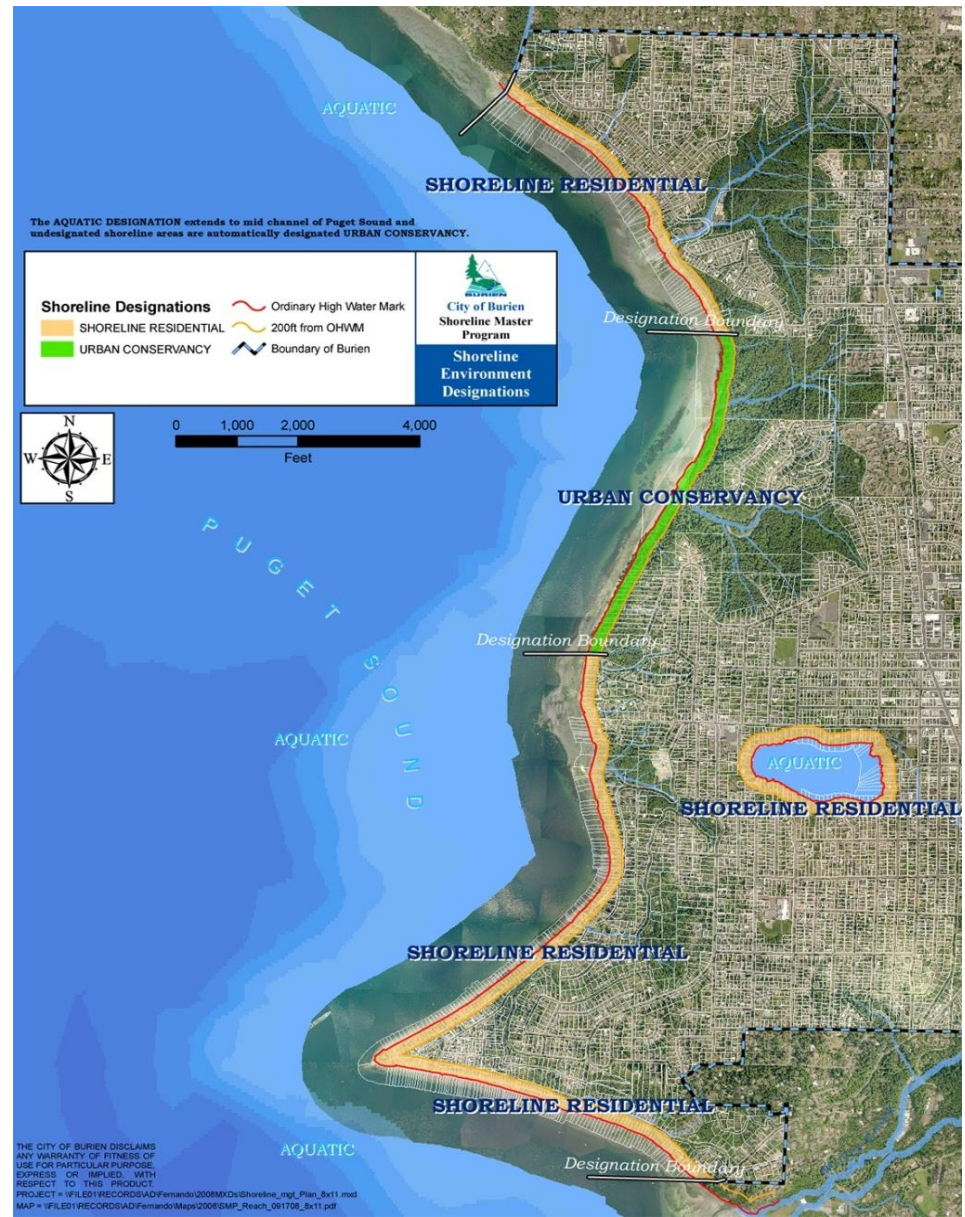 AQUATIC
SHORELINE RESIDENTIAL
The AQUATIC DESIGNATION extends to mid channel of Puget Sound and
undesignated shoreline areas are automatically designated URBAN CONSERVANCY.
Shoreline Designations
SHORELINE RESIDENTIAL
URBAN CONSERVANCY
Ordinary High Water Mark
200ft from OHWM
Boundary of Burien
BURIEN
City of Burien
Shoreline Master
Program
Shoreline
Environment
Designations
Designation Boundary
N
W
E
S
0 1,000 2,000 4,000
Feet
URBAN CONSERVANCY
PUGET SOUND
Designation Boundary
AQUATIC
AQUATIC
SHORELINE RESIDENTIAL
SHORELINE RESIDENTIAL
SHORELINE RESIDENTIAL
AQUATIC
Designation Boundary
THE CITY OF BURIEN DISCLAIMS
ANY WARRANTY OF FITNESS OF
USE FOR PARTICULAR PURPOSE,
EXPRESS OR IMPLIED, WITH
RESPECT TO THIS PRODUCT.
PROJECT = \\FILE01\RECORDS\AD\Fernando\2008MXDs\Shoreline_mgt_Plan_8x11.mxd
MAP = \\FILE01\RECORDS\AD\Fernando\Maps\2008\SMP_Reach_091708_8x11.pdf